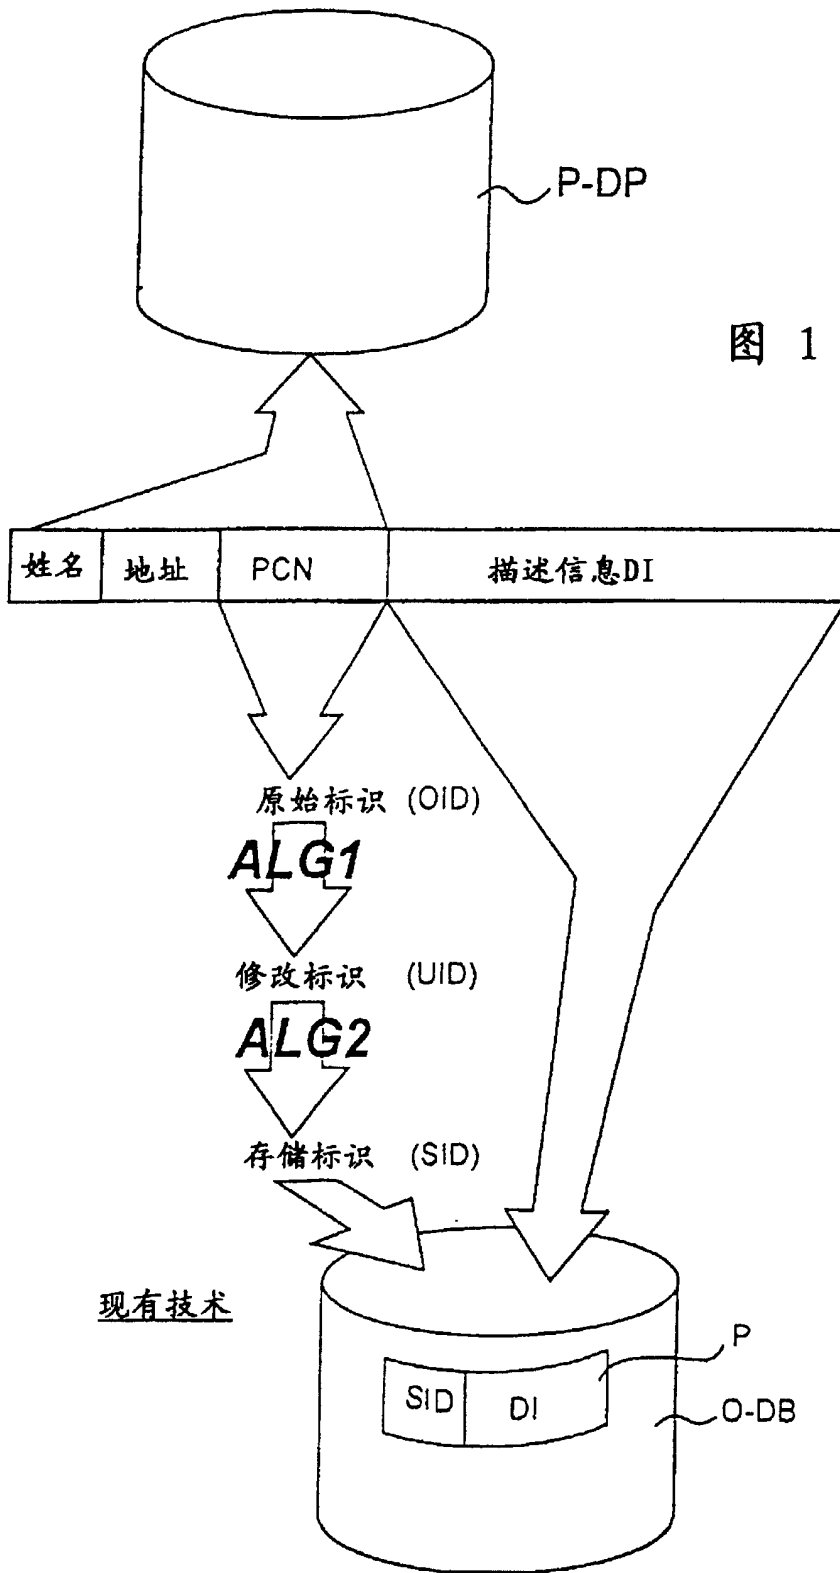 P-DP
图 1
姓名 地址 PCN 描述信息DI
原始标识 (OID)
ALG1
修改标识 (UID)
ALG2
存储标识 (SID)
现有技术
P
SID DI
O-DB